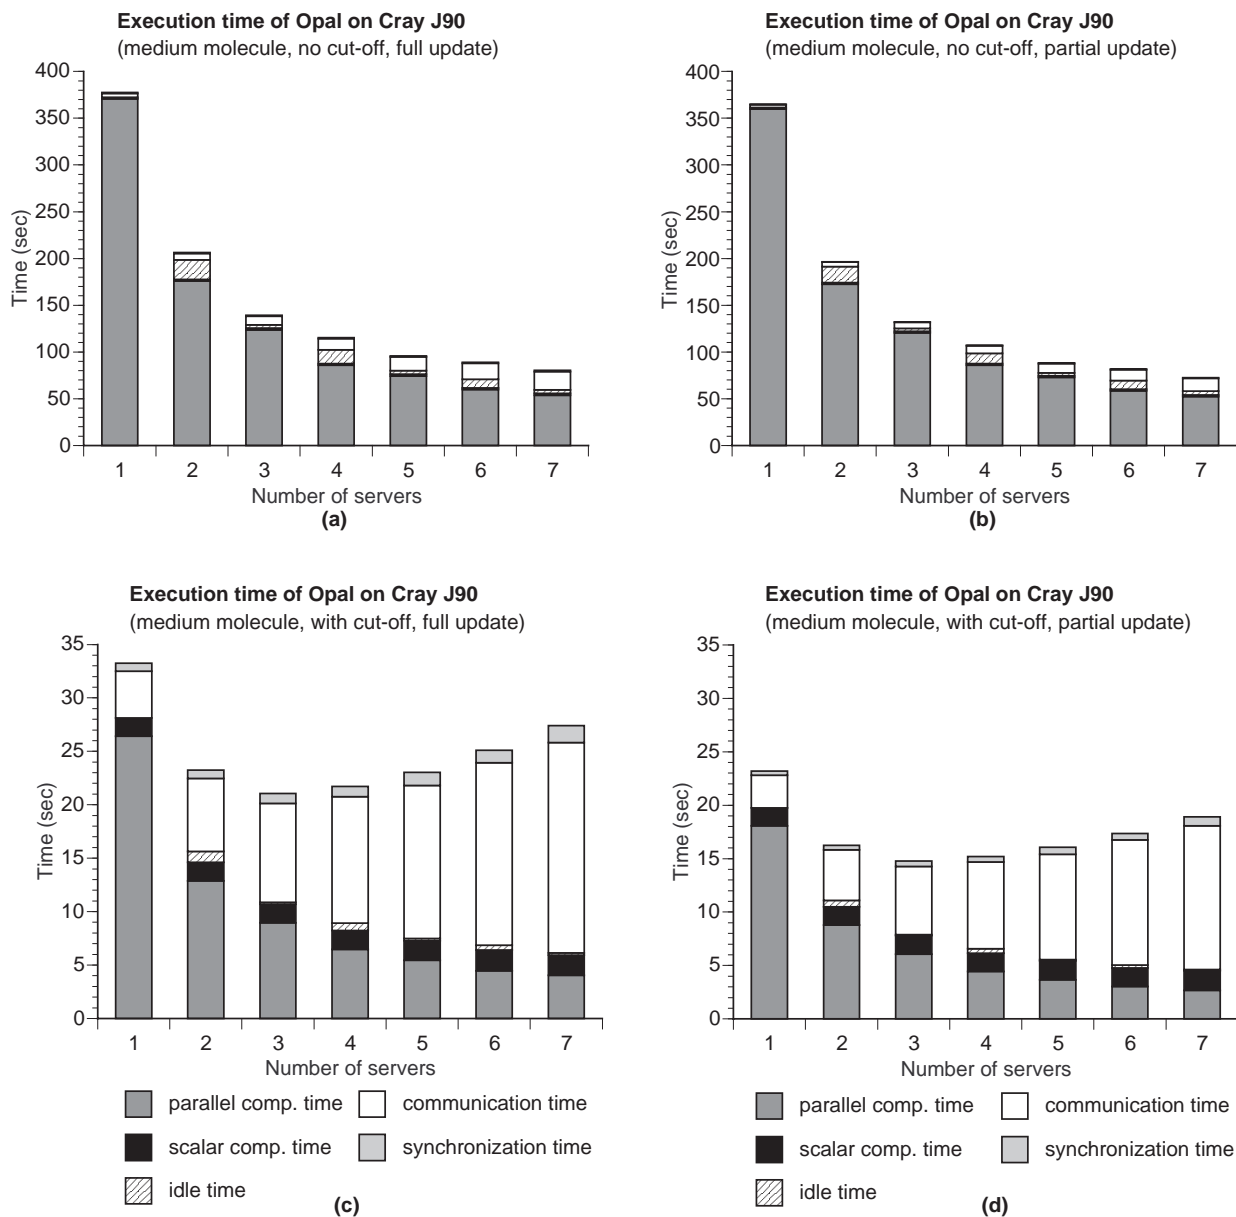 Execution time of Opal on Cray J90
(medium molecule, no cut-off, full update)
400
350
300
250
200
150
100
50
0
Time (sec)
1 2 3 4 5 6 7
Number of servers
(a)
Execution time of Opal on Cray J90
(medium molecule, no cut-off, partial update)
400
350
300
250
200
150
100
50
0
Time (sec)
1 2 3 4 5 6 7
Number of servers
(b)
Execution time of Opal on Cray J90
(medium molecule, with cut-off, full update)
35
30
25
20
15
10
5
0
Time (sec)
1 2 3 4 5 6 7
Number of servers
parallel comp. time communication time
scalar comp. time synchronization time
idle time
(c)
Execution time of Opal on Cray J90
(medium molecule, with cut-off, partial update)
35
30
25
20
15
10
5
0
Time (sec)
1 2 3 4 5 6 7
Number of servers
parallel comp. time communication time
scalar comp. time synchronization time
idle time
(d)